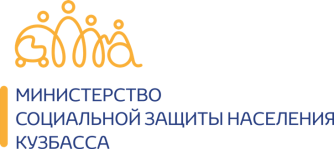 МИНИСТЕРСТВО
СОЦИАЛЬНОЙ ЗАЩИТЫ НАСЕЛЕНИЯ
КУЗБАССА